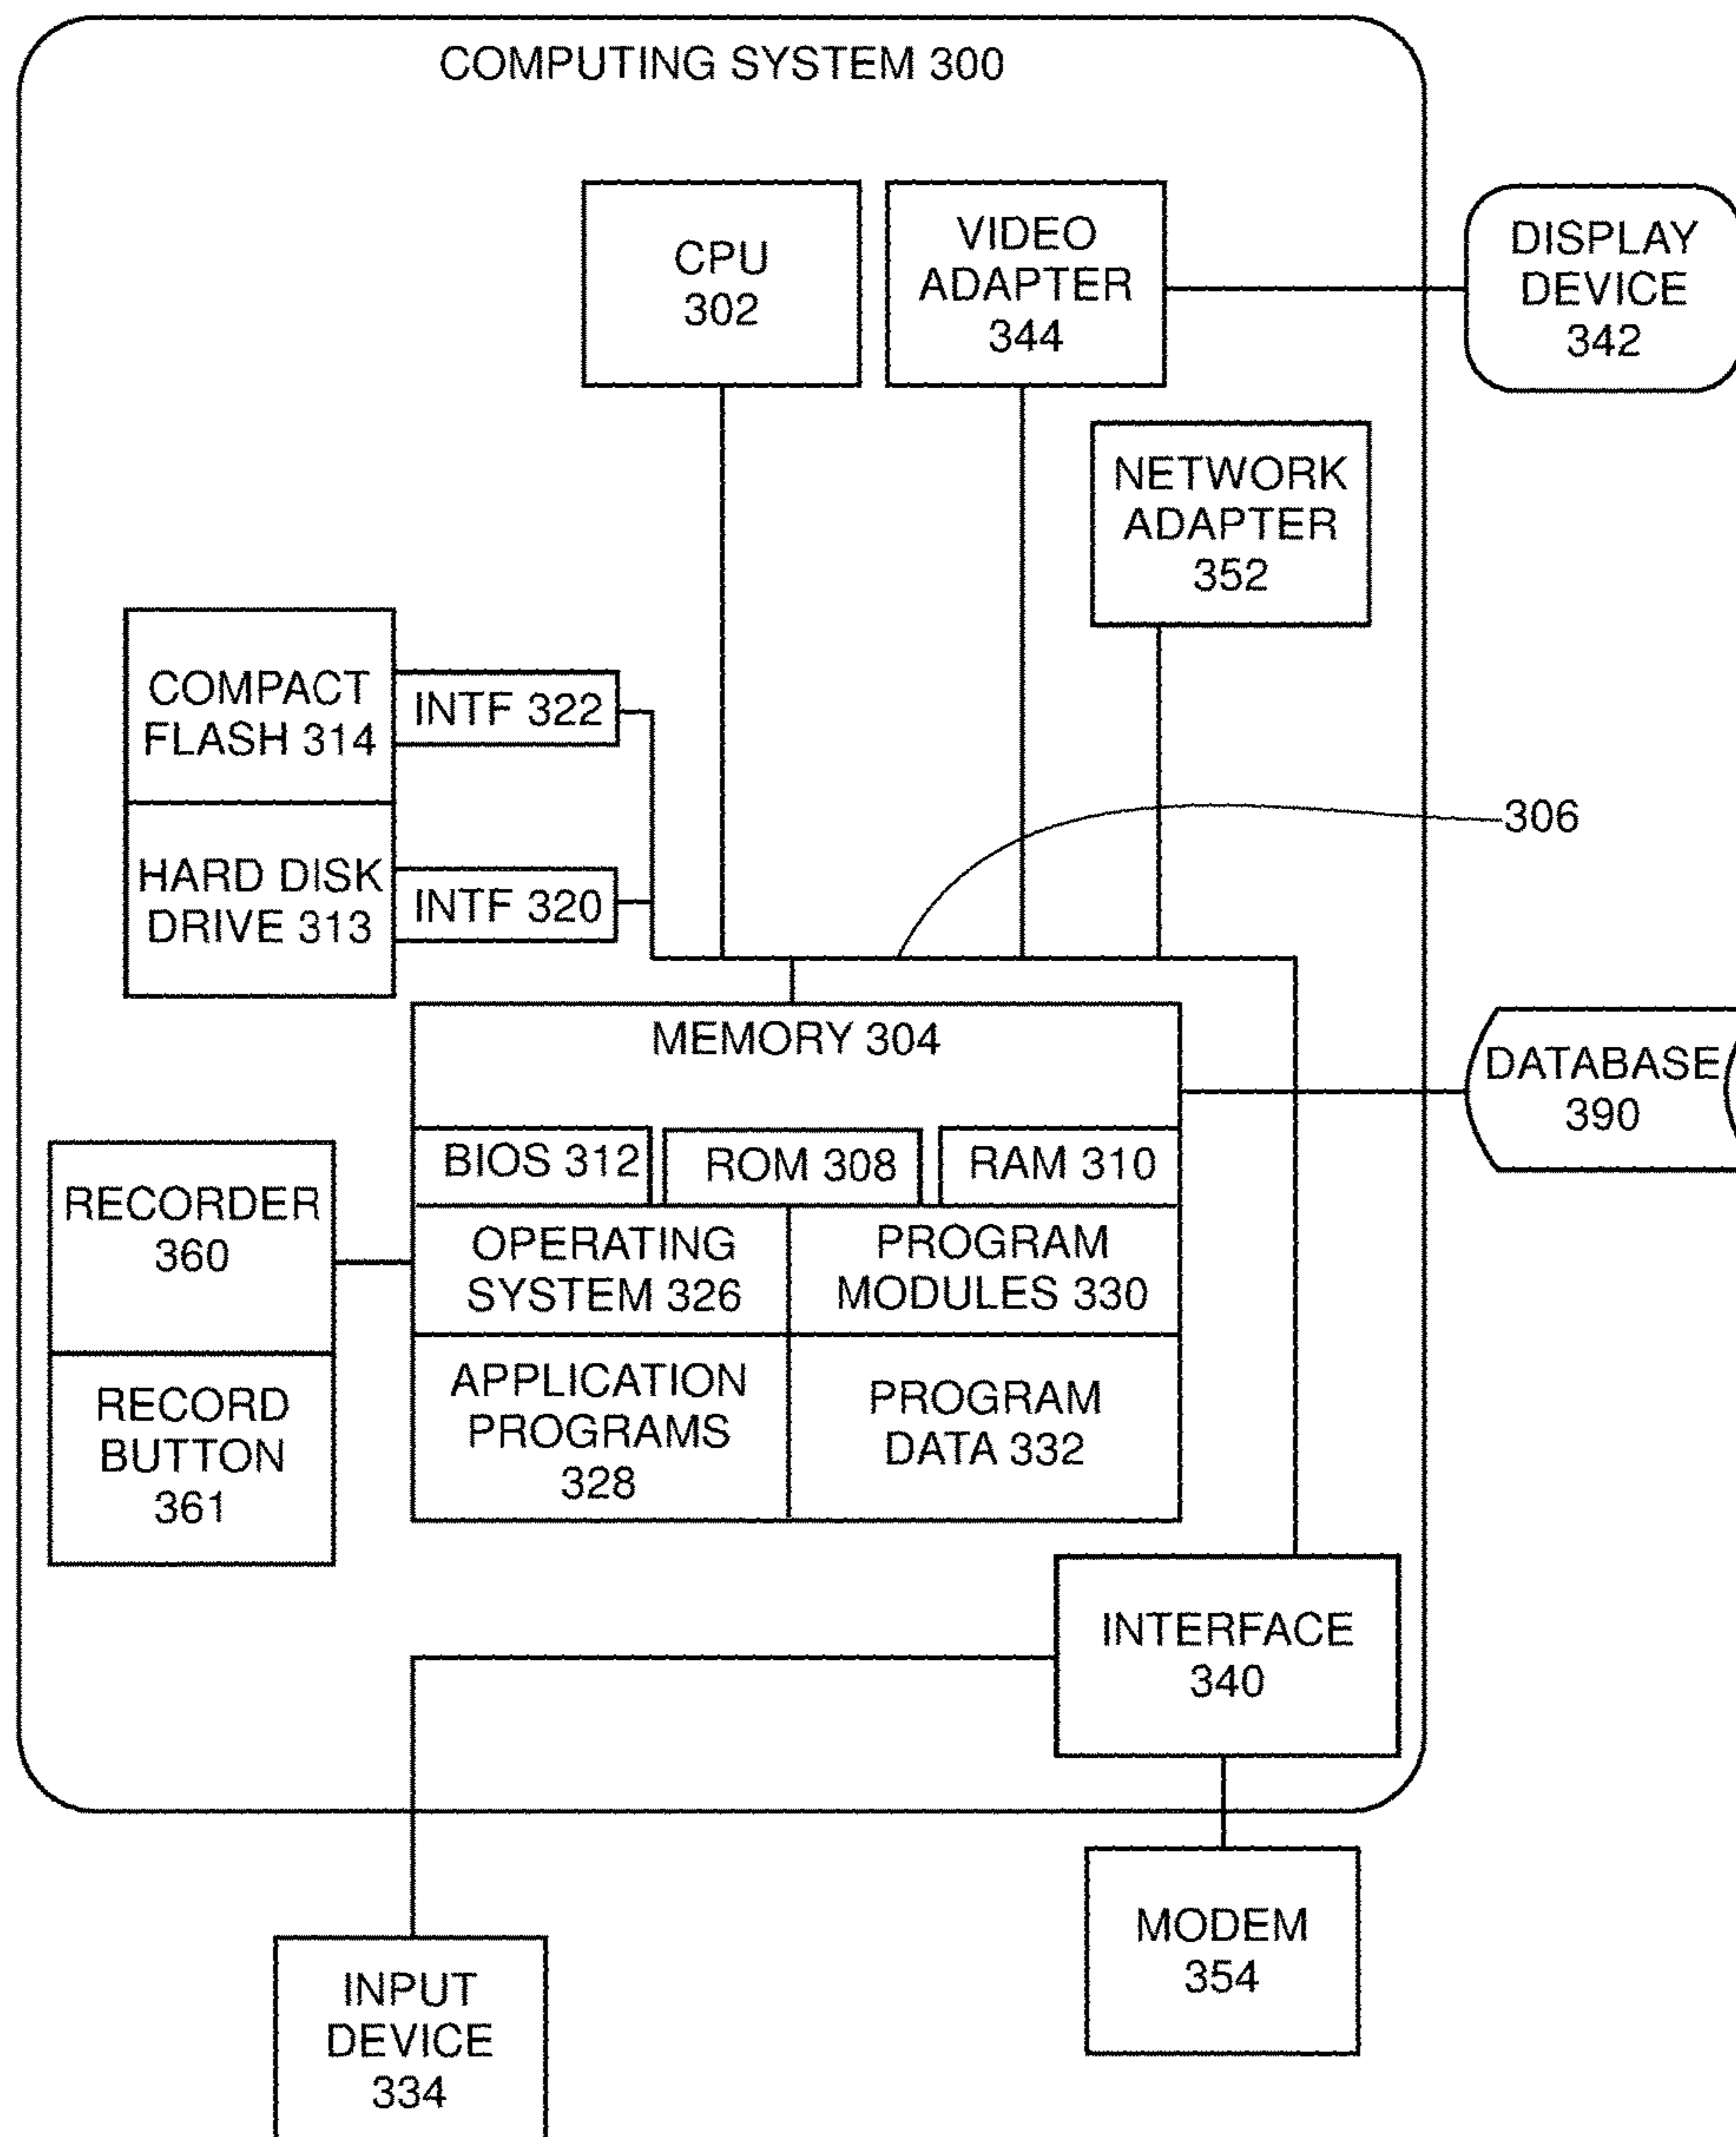 COMPUTING SYSTEM 300
CPU
302
VIDEO
ADAPTER
344
DISPLAY
DEVICE
342
NETWORK
ADAPTER
352
COMPACT
FLASH 314
INTF 322
HARD DISK
DRIVE 313
INTF 320
306
MEMORY 304
DATABASE
390
BIOS 312
ROM 308
RAM 310
RECORDER
360
OPERATING
SYSTEM 326
PROGRAM
MODULES 330
RECORD
BUTTON
361
APPLICATION
PROGRAMS
328
PROGRAM
DATA 332
INTERFACE
340
MODEM
354
INPUT
DEVICE
334